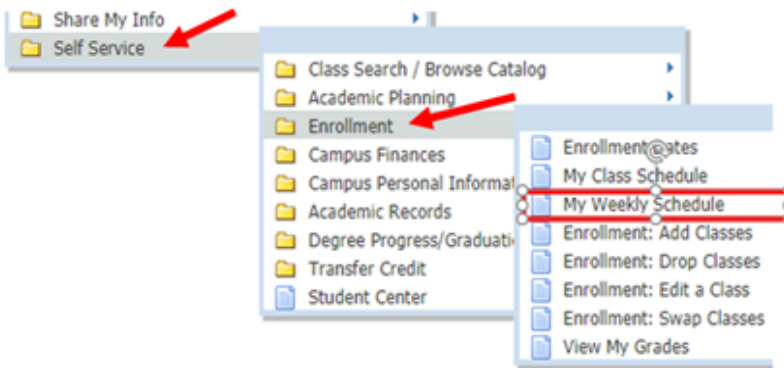 Share My Info
Self Service
Class Search / Browse Catalog
Academic Planning
Enrollment
Campus Finances
Campus Personal Informat
Academic Records
Degree Progress/Graduati
Transfer Credit
Student Center
Enrollment Dates
My Class Schedule
My Weekly Schedule
Enrollment: Add Classes
Enrollment: Drop Classes
Enrollment: Edit a Class
Enrollment: Swap Classes
View My Grades